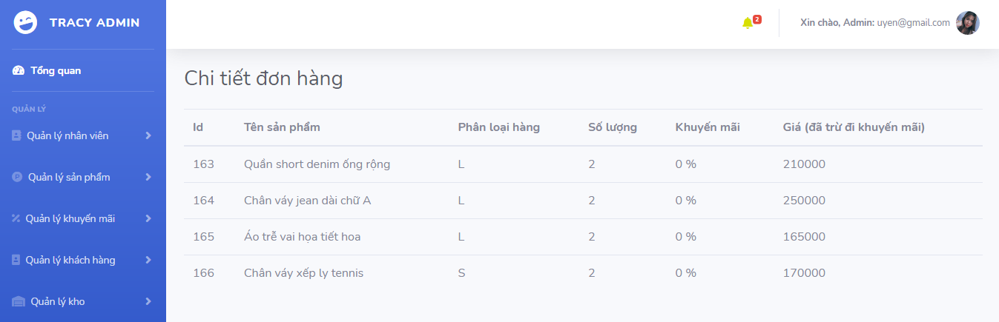 TRACY ADMIN
2
Xin chào, Admin: uyen@gmail.com
Tổng quan
QUẢN LÝ
Quản lý nhân viên
Quản lý sản phẩm
Quản lý khuyến mãi
Quản lý khách hàng
Quản lý kho
Chi tiết đơn hàng
Id Tên sản phẩm Phân loại hàng Số lượng Khuyến mãi Giá (đã trừ đi khuyến mãi)
163 Quần short denim ống rộng L 2 0 % 210000
164 Chân váy jean dài chữ A L 2 0 % 250000
165 Áo trễ vai họa tiết hoa L 2 0 % 165000
166 Chân váy xếp ly tennis S 2 0 % 170000